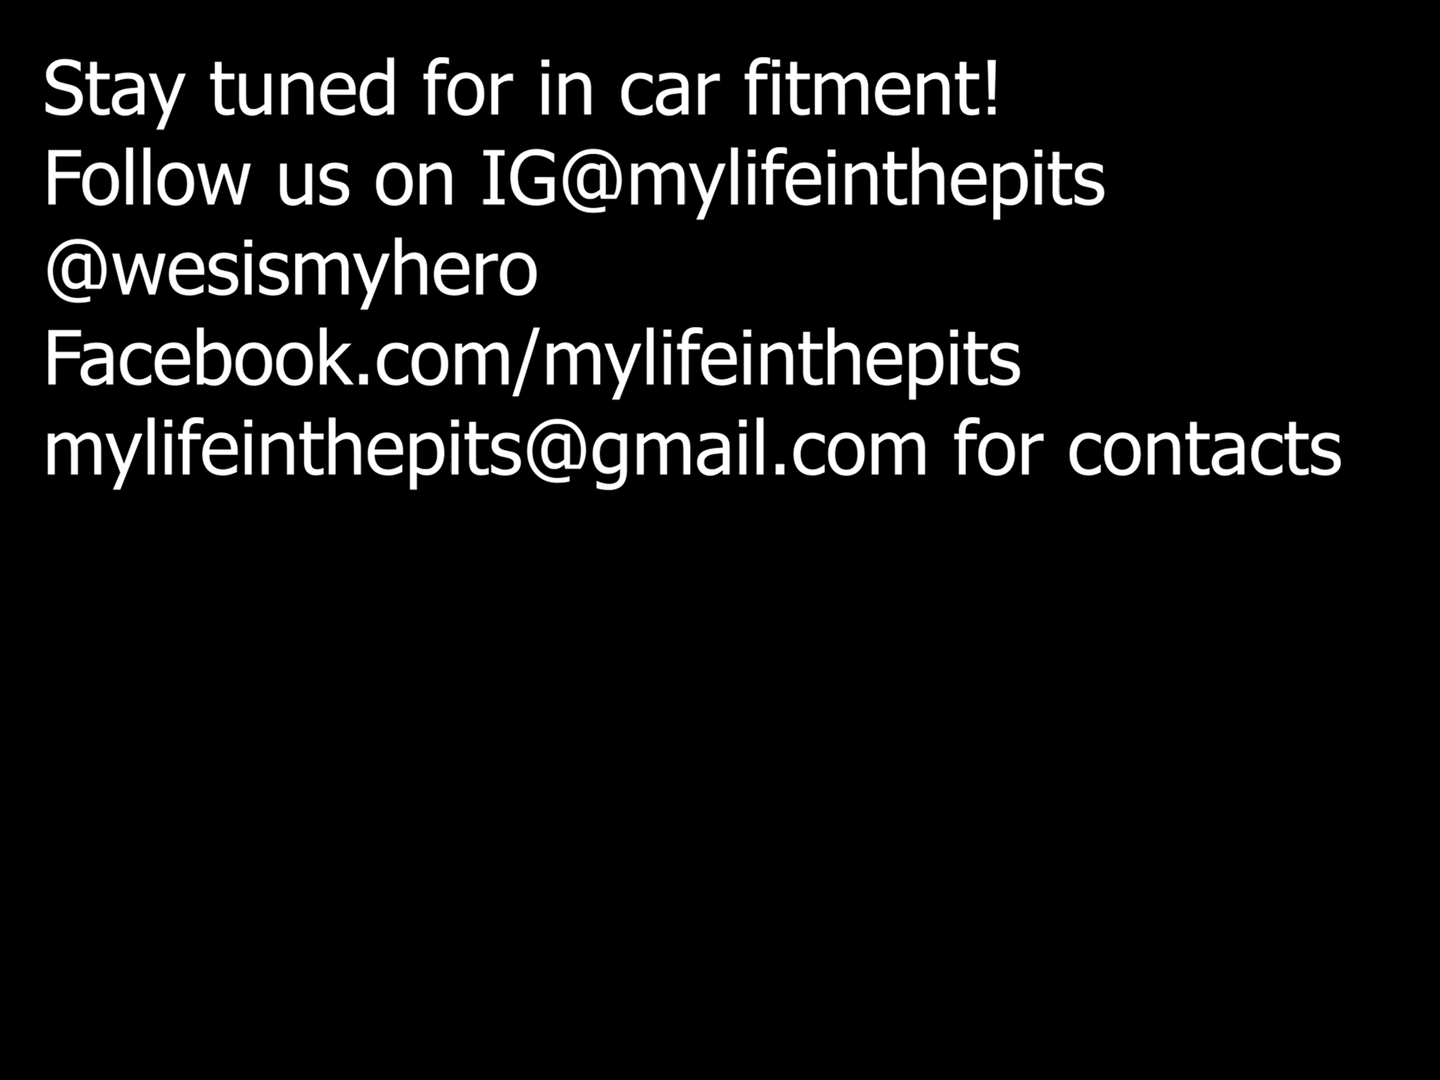 Stay tuned for in car fitment!
Follow us on IG@mylifeinthepits
@wesismyhero
Facebook.com/mylifeinthepits
mylifeinthepits@gmail.com for contacts